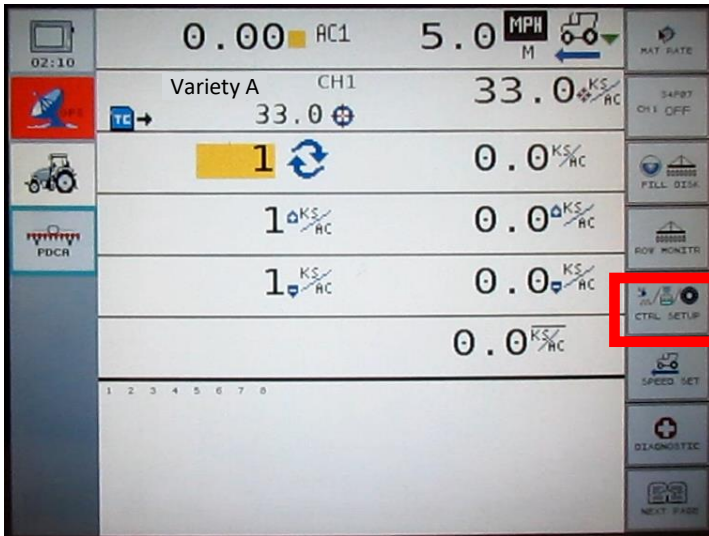 02:10
0.00 AC1
5.0 MPH
M
Variety A
CH1
TC
33.0
33.0 KS/AC
1
0.0 KS/AC
1 KS/AC
0.0 KS/AC
1 KS/AC
0.0 KS/AC
0.0 KS/AC
1 2 3 4 5 6 7 8
PDCA
MAT RATE
CH1 OFF
FILL DISK
ROW MONITR
CTRL SETUP
SPEED SET
DIAGNOSTIC
NEXT PAGE